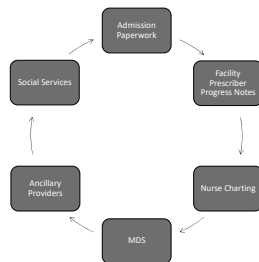 Admission
Paperwork
Facility
Prescriber
Progress Notes
Nurse Charting
MDS
Ancillary
Providers
Social Services